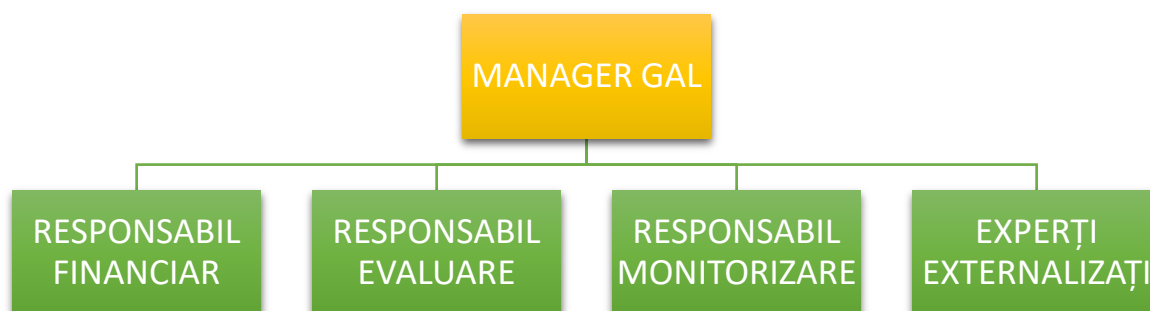 MANAGER GAL
RESPONSABIL
FINANCIAR
RESPONSABIL
EVALUARE
RESPONSABIL
MONITORIZARE
EXPERȚI
EXTERNALIZAȚI